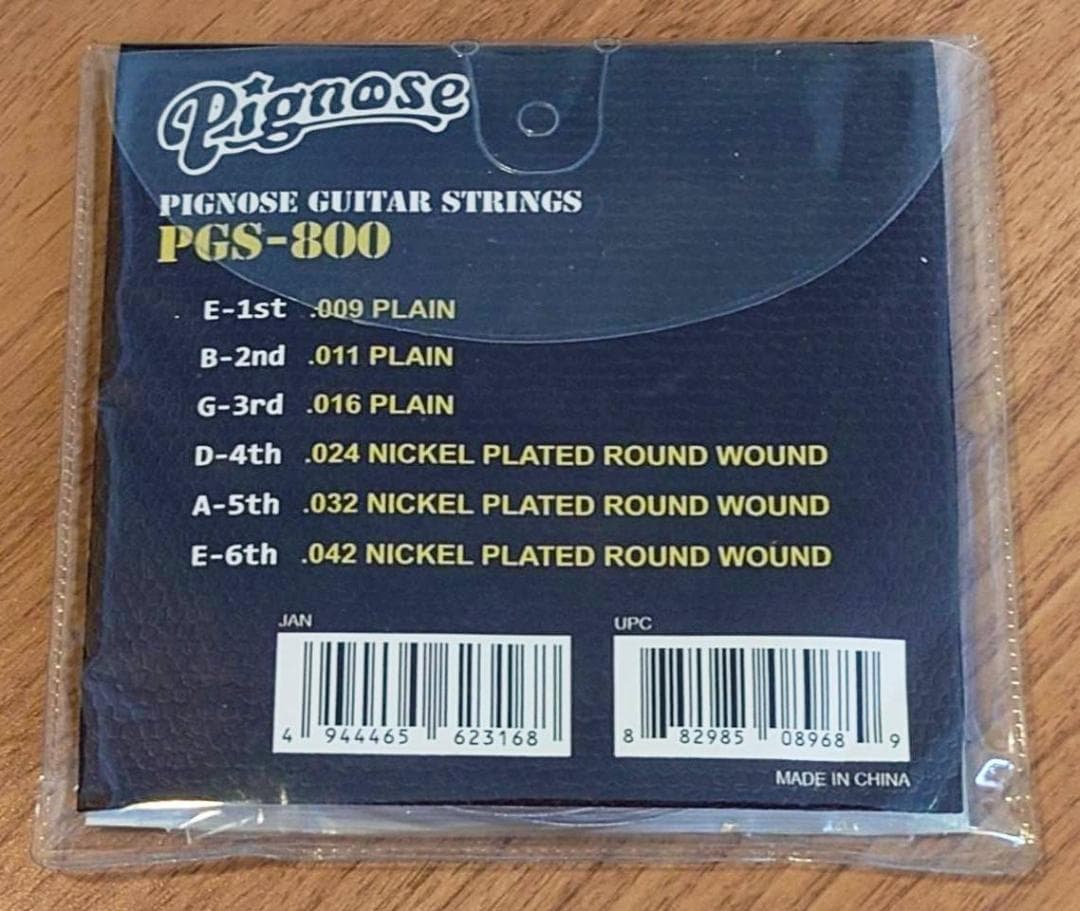 Pignose
PIGNOSE GUITAR STRINGS
PGS-800
E-1st .009 PLAIN
B-2nd .011 PLAIN
G-3rd .016 PLAIN
D-4th .024 NICKEL PLATED ROUND WOUND
A-5th .032 NICKEL PLATED ROUND WOUND
E-6th .042 NICKEL PLATED ROUND WOUND
JAN UPC
4 944465 623168 8 82985 08968 9
MADE IN CHINA